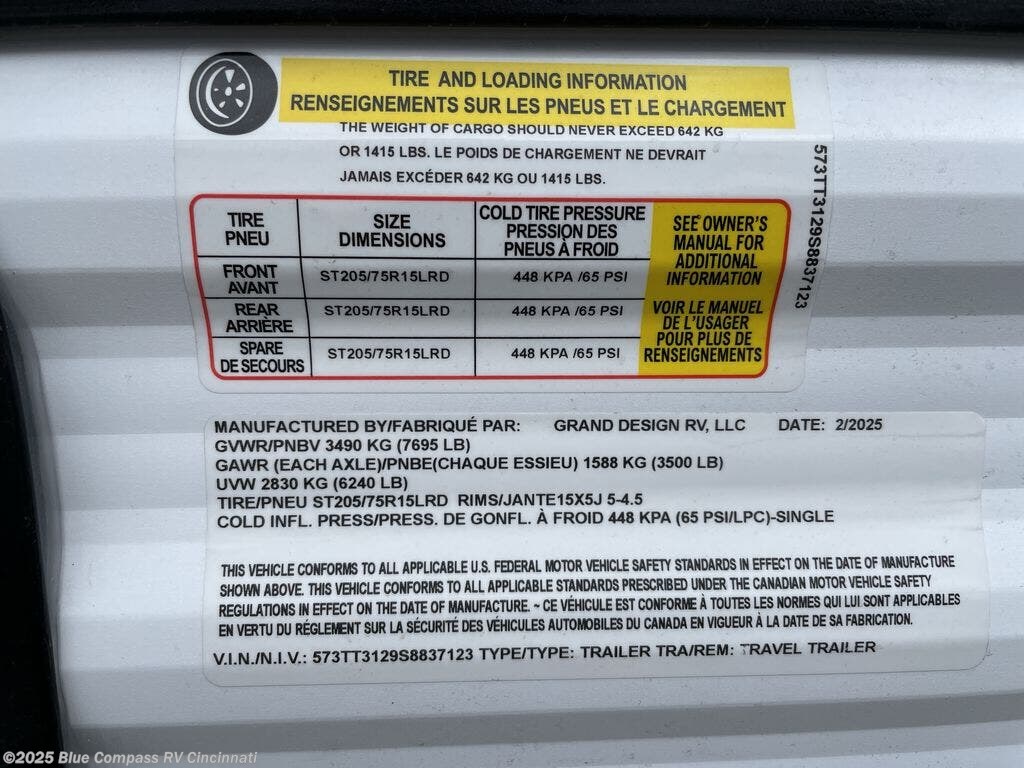 TIRE AND LOADING INFORMATION
RENSEIGNEMENTS SUR LES PNEUS ET LE CHARGEMENT
THE WEIGHT OF CARGO SHOULD NEVER EXCEED 642 KG
OR 1415 LBS. LE POIDS DE CHARGEMENT NE DEVRAIT
JAMAIS EXCÉDER 642 KG OU 1415 LBS.
TIRE
PNEU
SIZE
DIMENSIONS
COLD TIRE PRESSURE
PRESSION DES
PNEUS À FROID
FRONT
AVANT
ST205/75R15LRD
448 KPA /65 PSI
REAR
ARRIÈRE
ST205/75R15LRD
448 KPA /65 PSI
SPARE
DE SECOURS
ST205/75R15LRD
448 KPA /65 PSI
SEE OWNER'S
MANUAL FOR
ADDITIONAL
INFORMATION
VOIR LE MANUEL
DE L'USAGER
POUR PLUS DE
RENSEIGNEMENTS
573TT3129S8837123
MANUFACTURED BY/FABRIQUÉ PAR: GRAND DESIGN RV, LLC DATE: 2/2025
GVWR/PNBV 3490 KG (7695 LB)
GAWR (EACH AXLE)/PNBE(CHAQUE ESSIEU) 1588 KG (3500 LB)
UVW 2830 KG (6240 LB)
TIRE/PNEU ST205/75R15LRD RIMS/JANTE15X5J 5-4.5
COLD INFL. PRESS/PRESS. DE GONFL. À FROID 448 KPA (65 PSI/LPC)-SINGLE
THIS VEHICLE CONFORMS TO ALL APPLICABLE U.S. FEDERAL MOTOR VEHICLE SAFETY STANDARDS IN EFFECT ON THE DATE OF MANUFACTURE
SHOWN ABOVE. THIS VEHICLE CONFORMS TO ALL APPLICABLE STANDARDS PRESCRIBED UNDER THE CANADIAN MOTOR VEHICLE SAFETY
REGULATIONS IN EFFECT ON THE DATE OF MANUFACTURE. ~ CE VÉHICULE EST CONFORME À TOUTES LES NORMES QUI LUI SONT APPLICABLES
EN VERTU DU RÉGLEMENT SUR LA SÉCURITÉ DES VÉHICULES AUTOMOBILES DU CANADA EN VIGUEUR À LA DATE DE SA FABRICATION.
V.I.N./N.I.V.: 573TT3129S8837123 TYPE/TYPE: TRAILER TRA/REM: TRAVEL TRAILER
©2025 Blue Compass RV Cincinnati